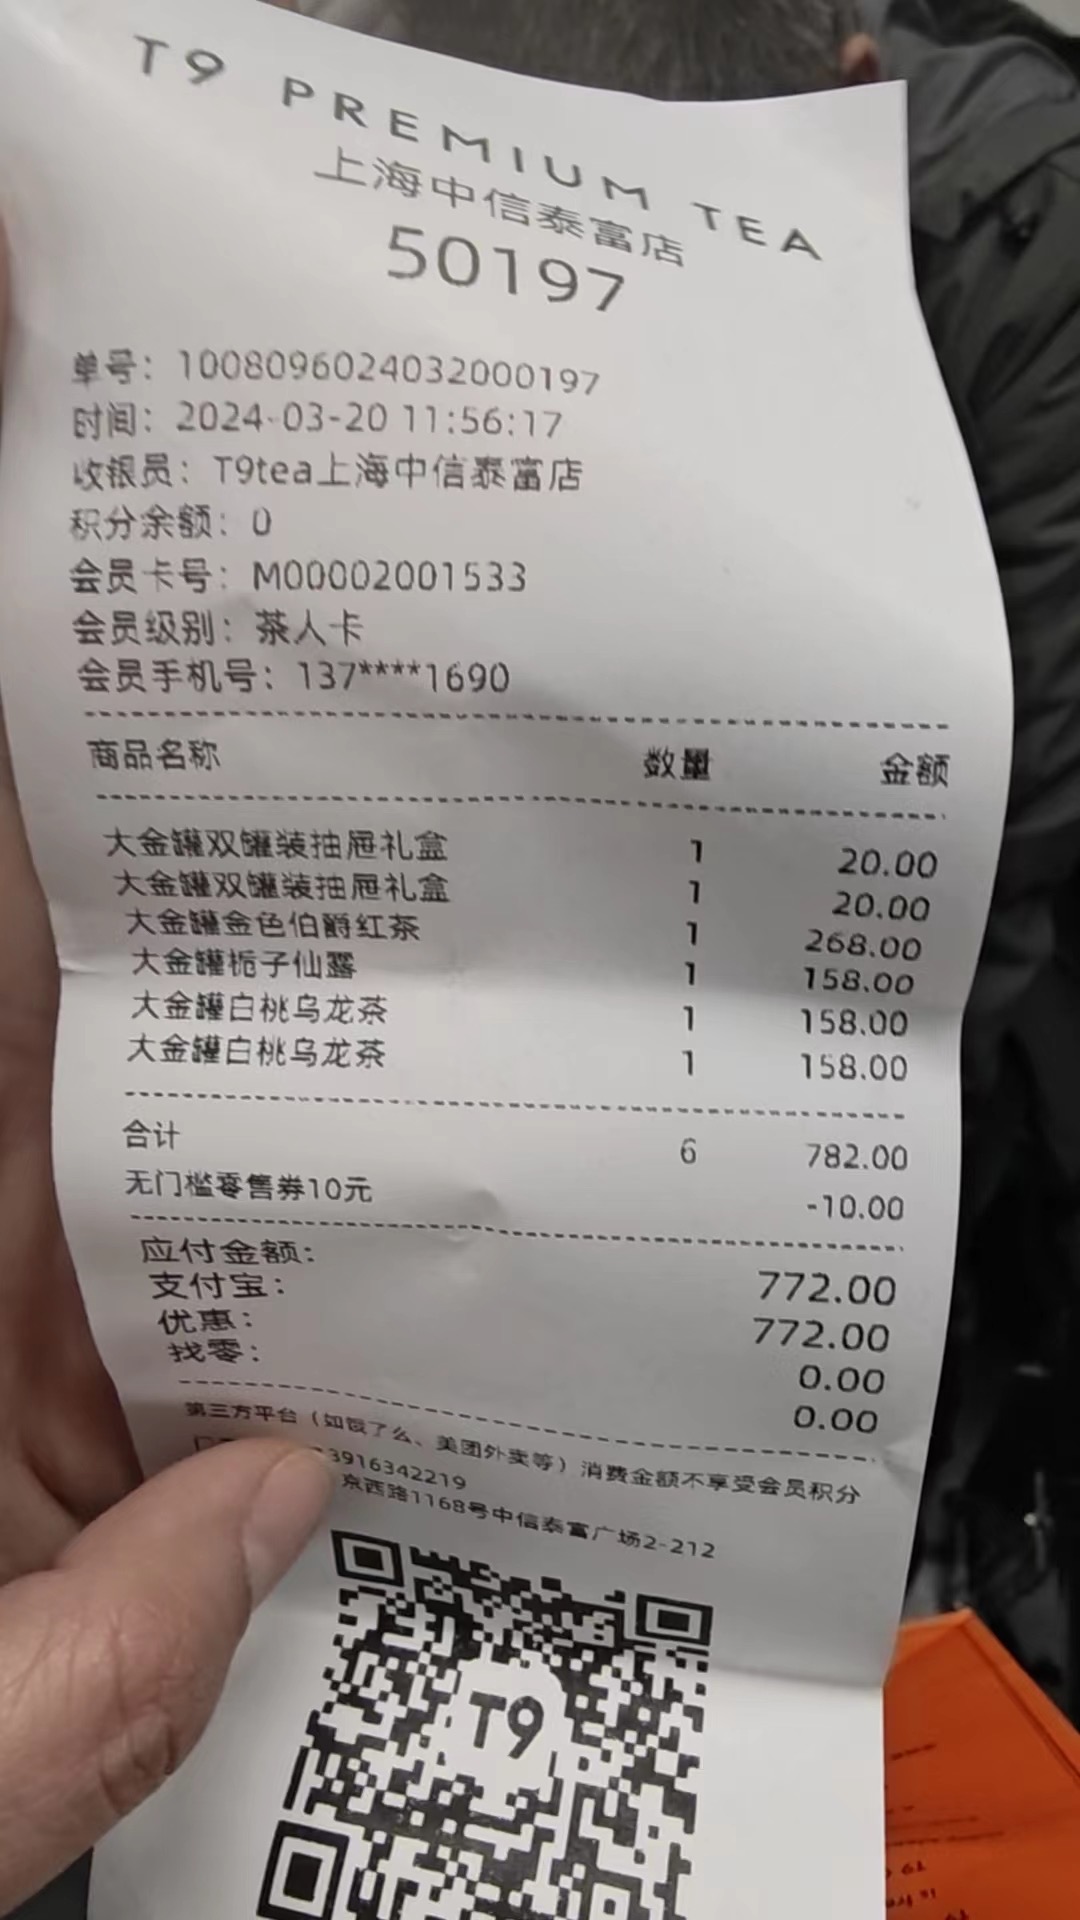 T9 PREMIUM TEA
上海中信泰富店
50197
单号：1008096024032000197
时间：2024-03-20 11:56:17
收银员：T9tea上海中信泰富店
积分余额：0
会员卡号：M00002001533
会员级别：茶人卡
会员手机号：137****1690
商品名称 数量 金额
大金罐双罐装抽屉礼盒 1 20.00
大金罐双罐装抽屉礼盒 1 20.00
大金罐金色伯爵红茶 1 268.00
大金罐栀子仙露 1 158.00
大金罐白桃乌龙茶 1 158.00
大金罐白桃乌龙茶 1 158.00
合计 6 782.00
无门槛零售券10元 -10.00
应付金额： 772.00
支付宝： 772.00
优惠： 0.00
找零： 0.00
第三方平台（如饿了么、美团外卖等）消费金额不享受会员积分
3916342219
京西路1168号中信泰富广场2-212
T9